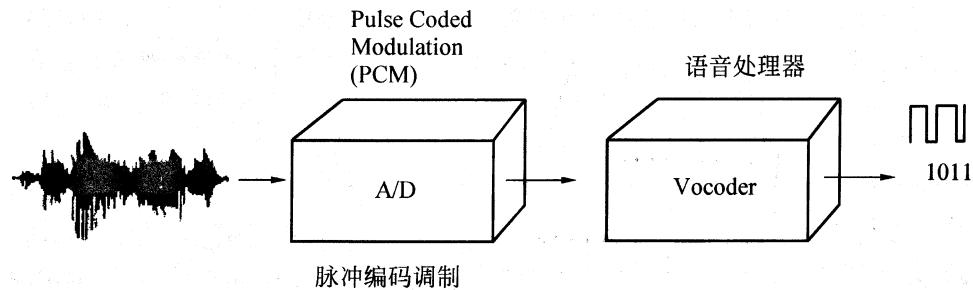 Pulse Coded
Modulation
(PCM)
语音处理器
A/D
Vocoder
1011
脉冲编码调制